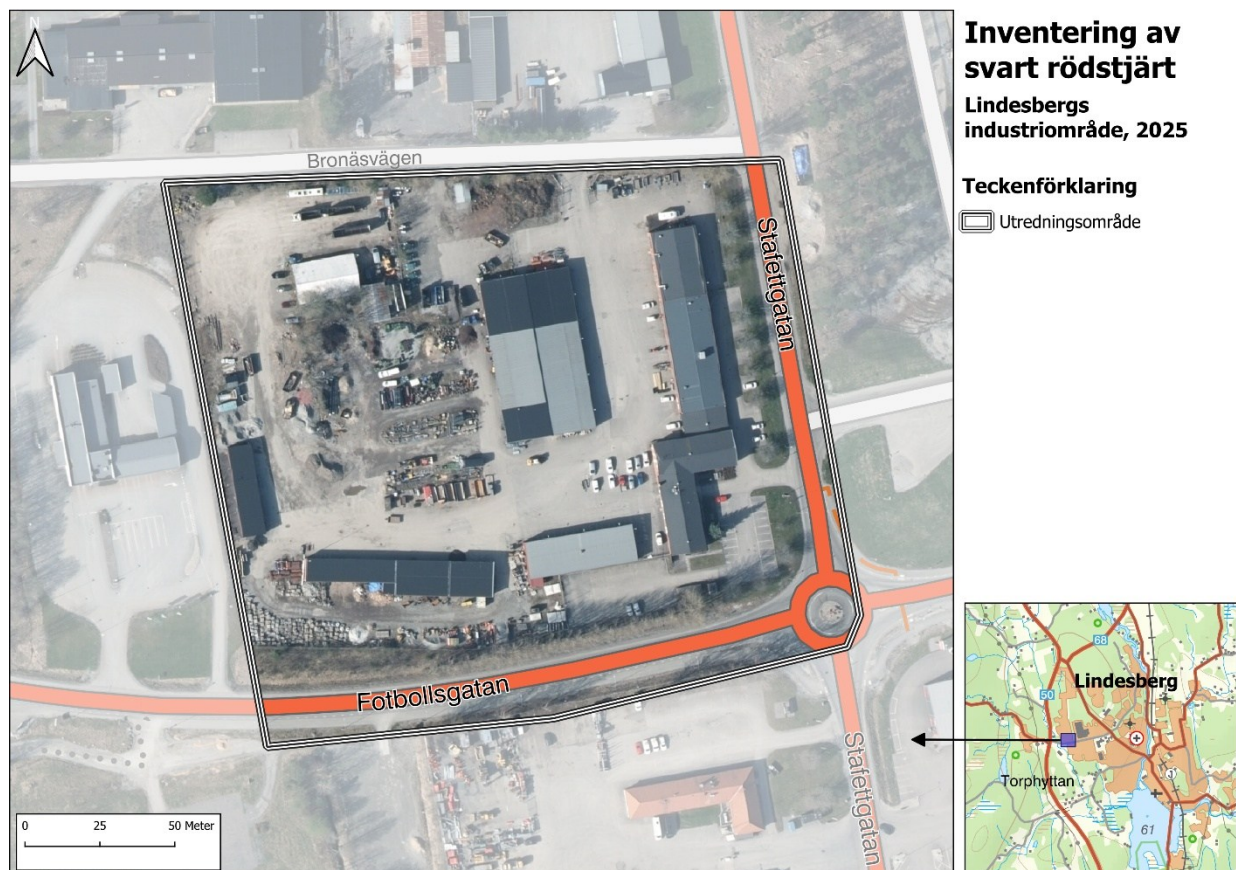 Inventering av
svart rödstjärt
Lindesbergs
industriområde, 2025
Teckenförklaring
Utredningsområde
N
Bronäsvägen
Stafettgatan
Fotbollsgatan
Stafettgatan
0 25 50 Meter
68
Lindesberg
50
Torphyttan
61